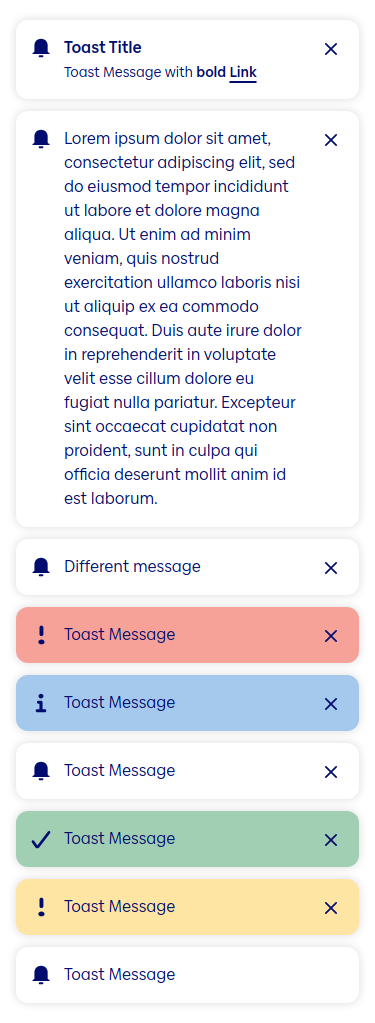 Toast Title
Toast Message with bold Link
Lorem ipsum dolor sit amet,
consectetur adipiscing elit, sed
do eiusmod tempor incididunt
ut labore et dolore magna
aliqua. Ut enim ad minim
veniam, quis nostrud
exercitation ullamco laboris nisi
ut aliquip ex ea commodo
consequat. Duis aute irure dolor
in reprehenderit in voluptate
velit esse cillum dolore eu
fugiat nulla pariatur. Excepteur
sint occaecat cupidatat non
proident, sunt in culpa qui
officia deserunt mollit anim id
est laborum.
Different message
Toast Message
Toast Message
Toast Message
Toast Message
Toast Message
Toast Message